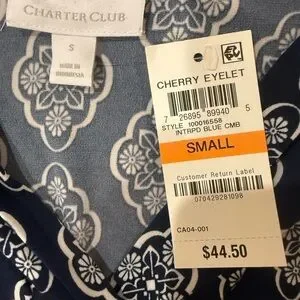 CHARTER CLUB
S
MADE IN
INDONESIA
CHERRY EYELET
7 26895 89940 5
STYLE 100016558
INTRPD BLUE CMB
SMALL
Customer Return Label
070429281098
CA04-001
$44.50